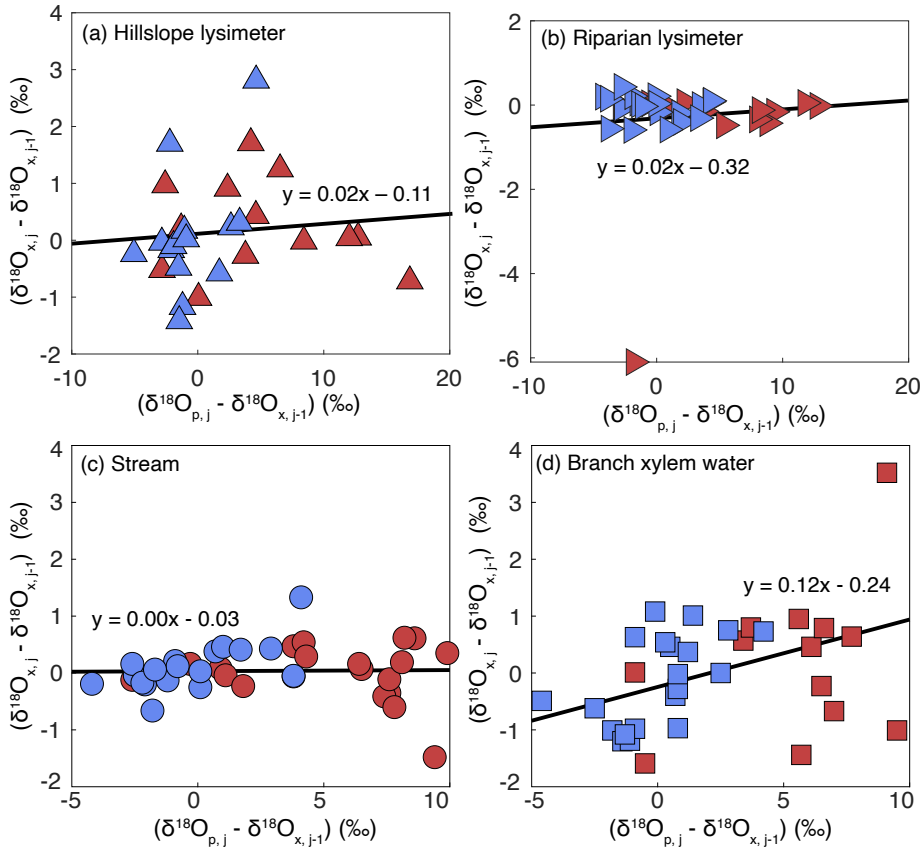 (a) Hillslope lysimeter
4
3
2
1
0
-1
-2
(δ¹⁸Oₓ,ⱼ - δ¹⁸Oₓ,ⱼ₋₁) (‰)
y = 0.02x – 0.11
-10 0 10 20
(δ¹⁸Oₚ,ⱼ - δ¹⁸Oₓ,ⱼ₋₁) (‰)
(b) Riparian lysimeter
2
0
-2
-4
-6
(δ¹⁸Oₓ,ⱼ - δ¹⁸Oₓ,ⱼ₋₁) (‰)
y = 0.02x – 0.32
-10 0 10 20
(δ¹⁸Oₚ,ⱼ - δ¹⁸Oₓ,ⱼ₋₁) (‰)
(c) Stream
4
3
2
1
0
-1
-2
(δ¹⁸Oₓ,ⱼ - δ¹⁸Oₓ,ⱼ₋₁) (‰)
y = 0.00x - 0.03
-5 0 5 10
(δ¹⁸Oₚ,ⱼ - δ¹⁸Oₓ,ⱼ₋₁) (‰)
(d) Branch xylem water
4
3
2
1
0
-1
-2
(δ¹⁸Oₓ,ⱼ - δ¹⁸Oₓ,ⱼ₋₁) (‰)
y = 0.12x - 0.24
-5 0 5 10
(δ¹⁸Oₚ,ⱼ - δ¹⁸Oₓ,ⱼ₋₁) (‰)